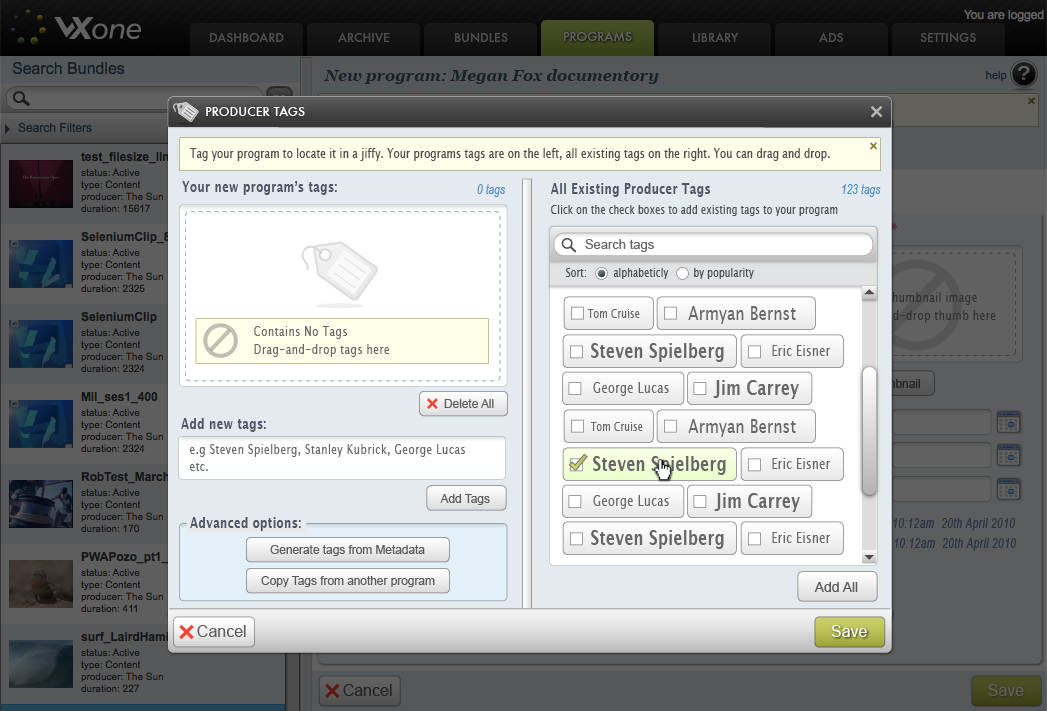 You are logged
VXone
DASHBOARD
ARCHIVE
BUNDLES
PROGRAMS
LIBRARY
ADS
SETTINGS
Search Bundles
New program: Megan Fox documentory
help
?
Search Filters
test_filesize_lin
status: Active
type: Content
producer: The Sun
duration: 15617
SeleniumClip_8
status: Active
type: Content
producer: The Sun
duration: 2325
SeleniumClip
status: Active
type: Content
producer: The Sun
duration: 2324
Mil_ses1_400
status: Active
type: Content
producer: The Sun
duration: 2324
RobTest_March
status: Active
type: Content
producer: The Sun
duration: 170
PWAPozo_pt1_
status: Active
type: Content
producer: The Sun
duration: 411
surf_LairdHami
status: Active
type: Content
producer: The Sun
duration: 227
PRODUCER TAGS
Tag your program to locate it in a jiffy. Your programs tags are on the left, all existing tags on the right. You can drag and drop.
Your new program's tags:
0 tags
Contains No Tags
Drag-and-drop tags here
Delete All
Add new tags:
e.g Steven Spielberg, Stanley Kubrick, George Lucas
etc.
Add Tags
Advanced options:
Generate tags from Metadata
Copy Tags from another program
All Existing Producer Tags
123 tags
Click on the check boxes to add existing tags to your program
Search tags
Sort:
alphabeticly
by popularity
Tom Cruise
Armyan Bernst
Steven Spielberg
Eric Eisner
George Lucas
Jim Carrey
Tom Cruise
Armyan Bernst
Steven Spielberg
Eric Eisner
George Lucas
Jim Carrey
Steven Spielberg
Eric Eisner
Add All
Cancel
Save
humbnail image
d-drop thumb here
bnail
10:12am 20th April 2010
10:12am 20th April 2010
Cancel
Save